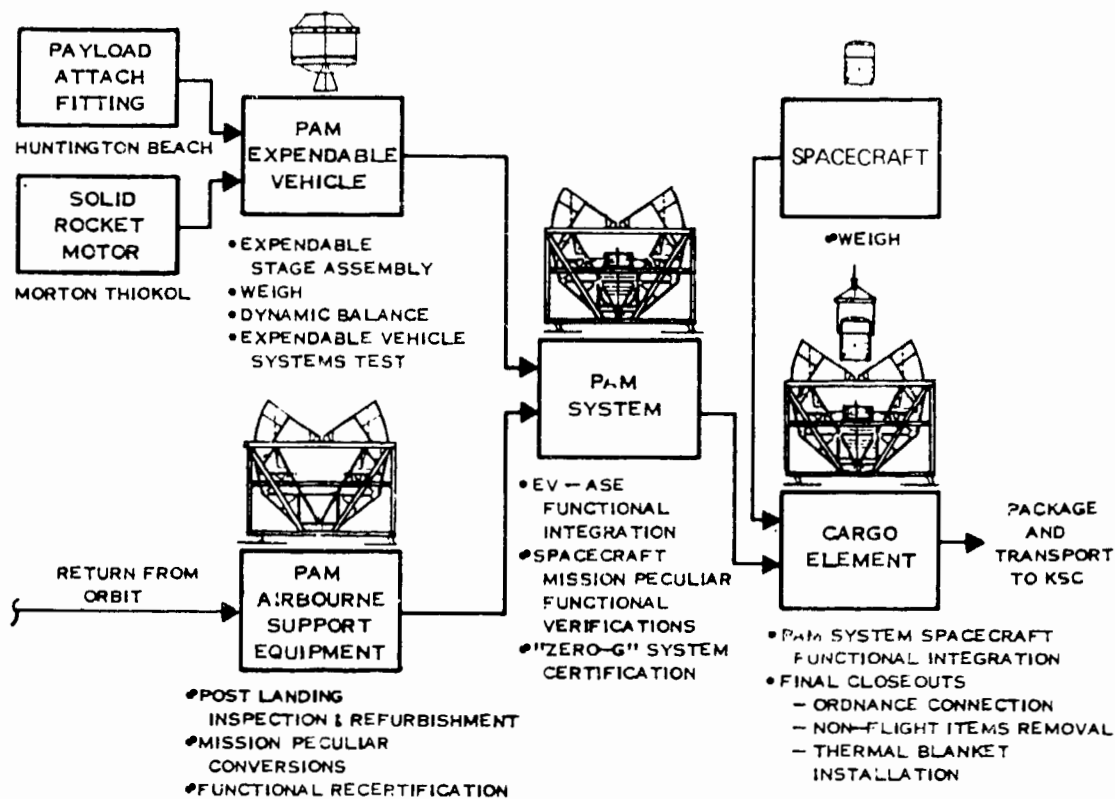 PAYLOAD
ATTACH
FITTING
HUNTINGTON BEACH
SOLID
ROCKET
MOTOR
MORTON THIOKOL
PAM
EXPENDABLE
VEHICLE
•EXPENDABLE
STAGE ASSEMBLY
•WEIGH
•DYNAMIC BALANCE
•EXPENDABLE VEHICLE
SYSTEMS TEST
RETURN FROM
ORBIT
PAM
AIRBOURNE
SUPPORT
EQUIPMENT
•POST LANDING
INSPECTION & REFURBISHMENT
•MISSION PECULIAR
CONVERSIONS
•FUNCTIONAL RECERTIFICATION
PAM
SYSTEM
•EV – ASE
FUNCTIONAL
INTEGRATION
•SPACECRAFT
MISSION PECULIAR
FUNCTIONAL
VERIFICATIONS
•"ZERO-G" SYSTEM
CERTIFICATION
SPACECRAFT
•WEIGH
CARGO
ELEMENT
•PAM SYSTEM SPACECRAFT
FUNCTIONAL INTEGRATION
•FINAL CLOSEOUTS
– ORDNANCE CONNECTION
– NON-FLIGHT ITEMS REMOVAL
– THERMAL BLANKET
INSTALLATION
PACKAGE
AND
TRANSPORT
TO KSC